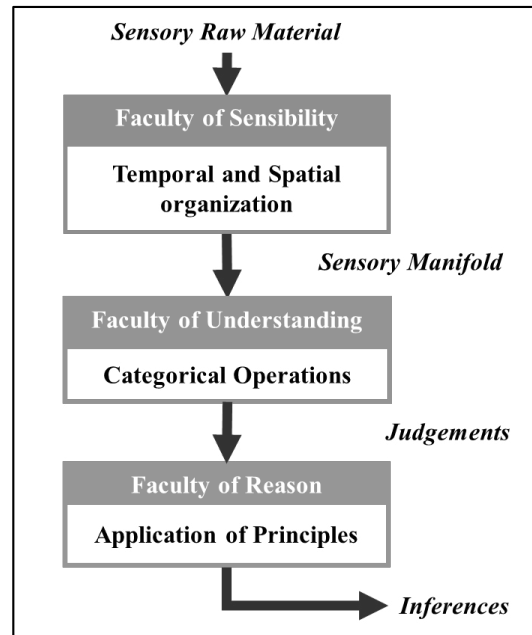 Sensory Raw Material
Faculty of Sensibility
Temporal and Spatial
organization
Sensory Manifold
Faculty of Understanding
Categorical Operations
Judgements
Faculty of Reason
Application of Principles
Inferences